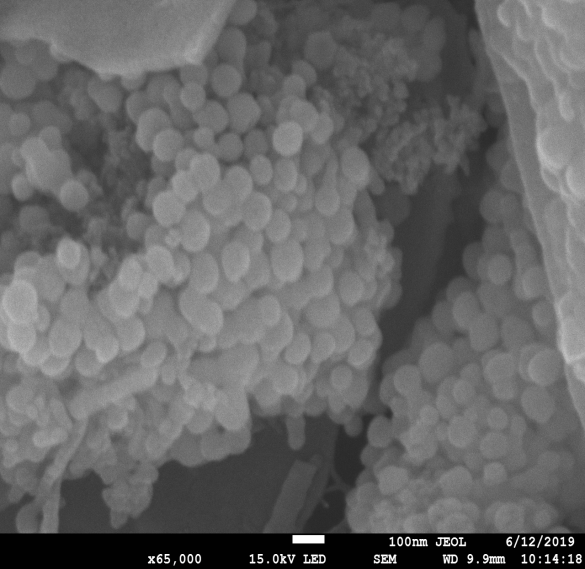 100nm JEOL 6/12/2019
x65,000 15.0kV LED SEM WD 9.9mm 10:14:18